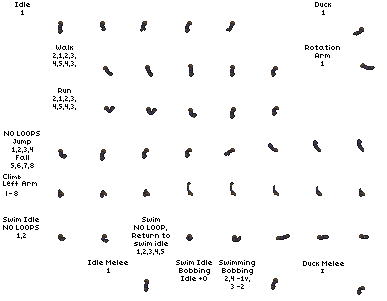 Idle
1
Duck
1
Walk
2,1,2,3,
4,5,4,3,
Rotation
Arm
1
Run
2,1,2,3,
4,5,4,3,
NO LOOPS
Jump
1,2,3,4
Fall
5,6,7,8
Climb
Left Arm
1-8
Swim Idle
NO LOOPS
1,2
Swim
NO LOOP,
Return to
swim idle
1,2,3,4,5
Idle Melee
1
Swim Idle
Bobbing
Idle +0
Swimming
Bobbing
2,4 -1v,
3 -2
Duck Melee
1